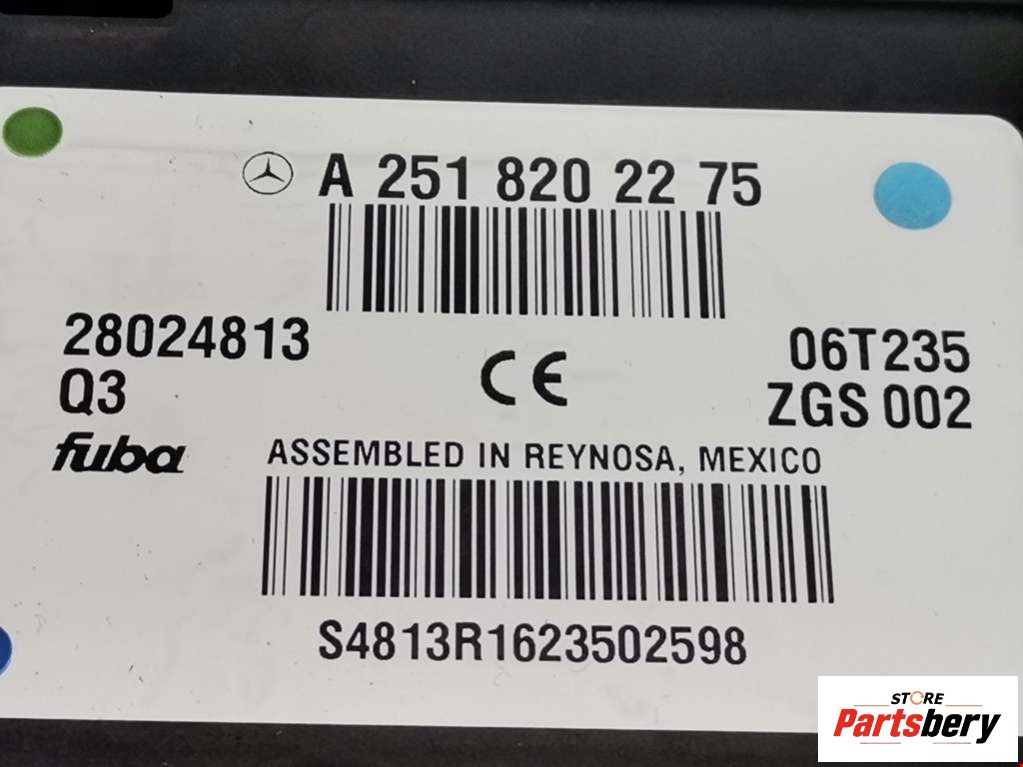 A 251 820 22 75
28024813
Q3
fuba
CE
06T235
ZGS 002
ASSEMBLED IN REYNOSA, MEXICO
S4813R1623502598
STORE
Partsbery